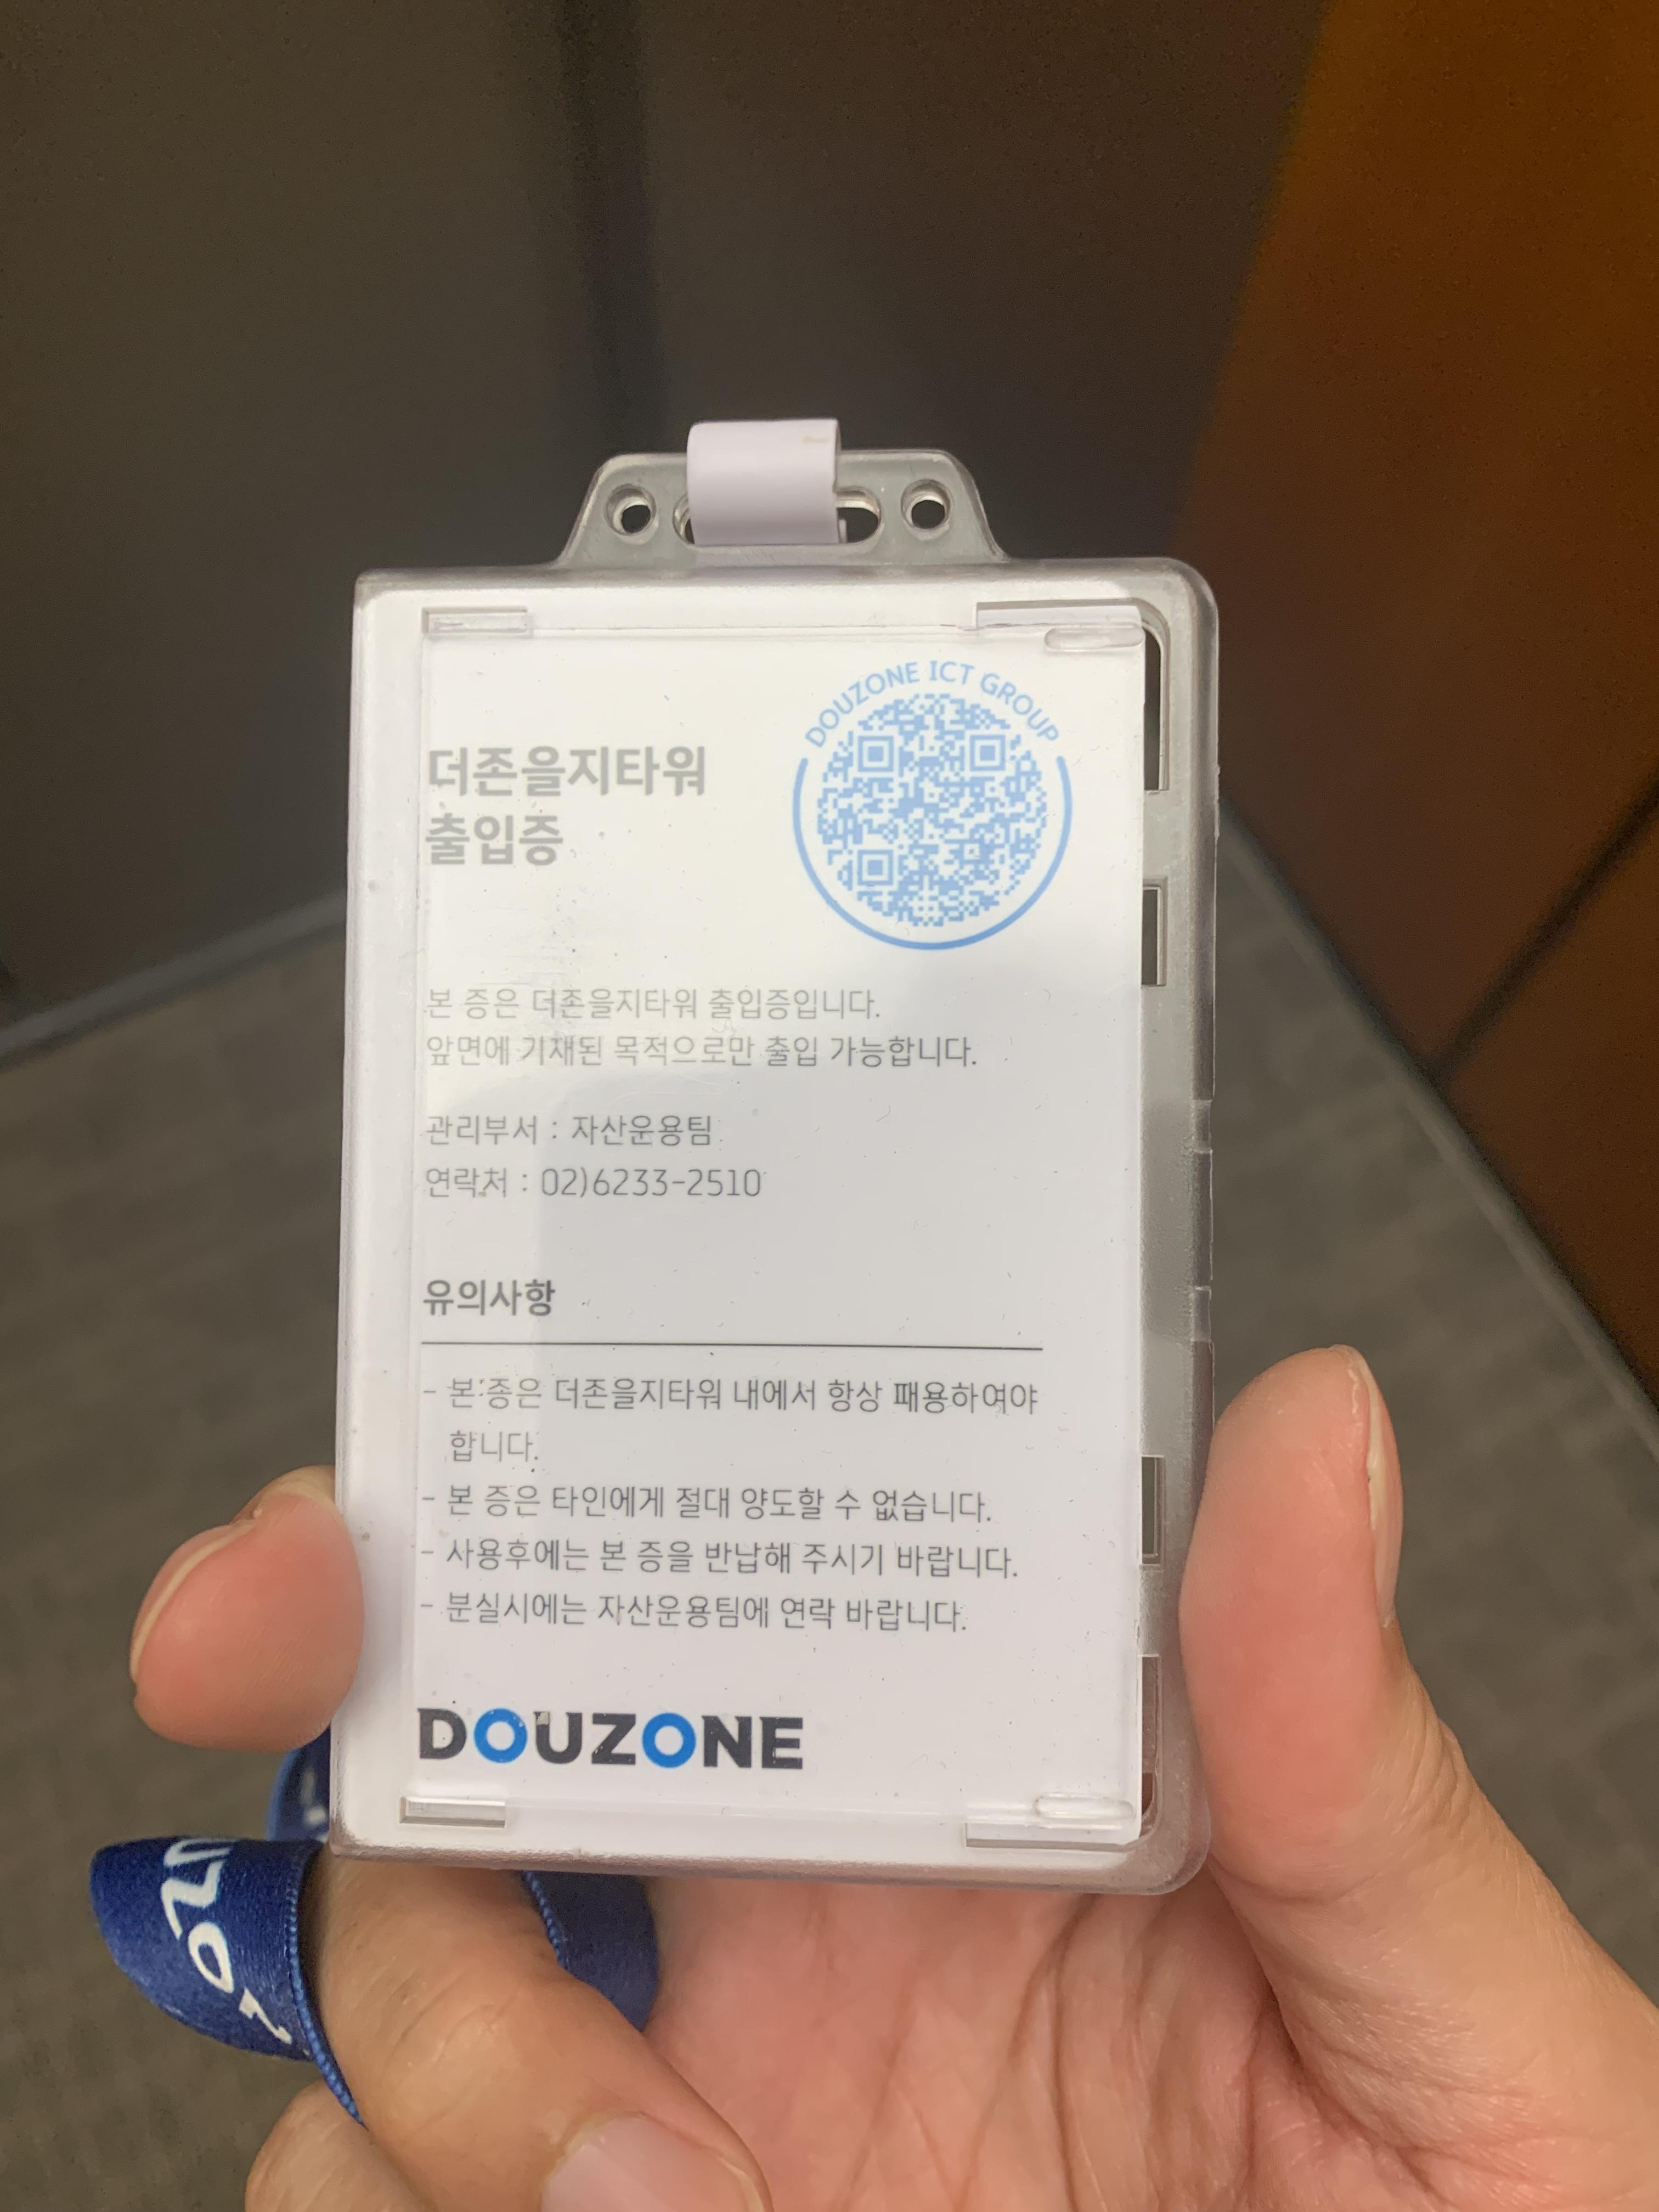 DOUZONE ICT GROUP
더존을지타워
출입증
본 증은 더존을지타워 출입증입니다.
앞면에 기재된 목적으로만 출입 가능합니다.
관리부서 : 자산운용팀
연락처 : 02)6233-2510
유의사항
- 본 증은 더존을지타워 내에서 항상 패용하여야
합니다.
- 본 증은 타인에게 절대 양도할 수 없습니다.
- 사용후에는 본 증을 반납해 주시기 바랍니다.
- 분실시에는 자산운용팀에 연락 바랍니다.
DOUZONE